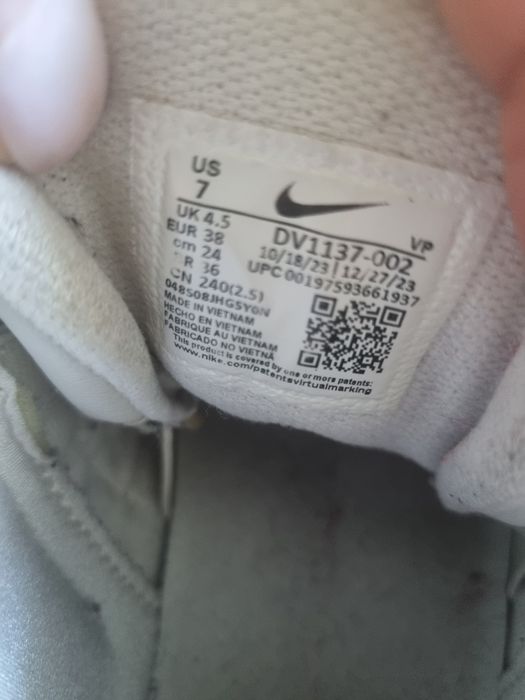 US
7
UK 4.5
EUR 38
cm 24
BR 36
CN 240(2.5)
VP
DV1137-002
10/18/23 | 12/27/23
UPC 00197593661937
MADE IN VIETNAM
HECHO EN VIETNAM
FABRIQUE AU VIETNAM
FABRICADO NO VIETNÃ
This product is covered by one or more patents:
www.nike.com/patentsvirtualmarking